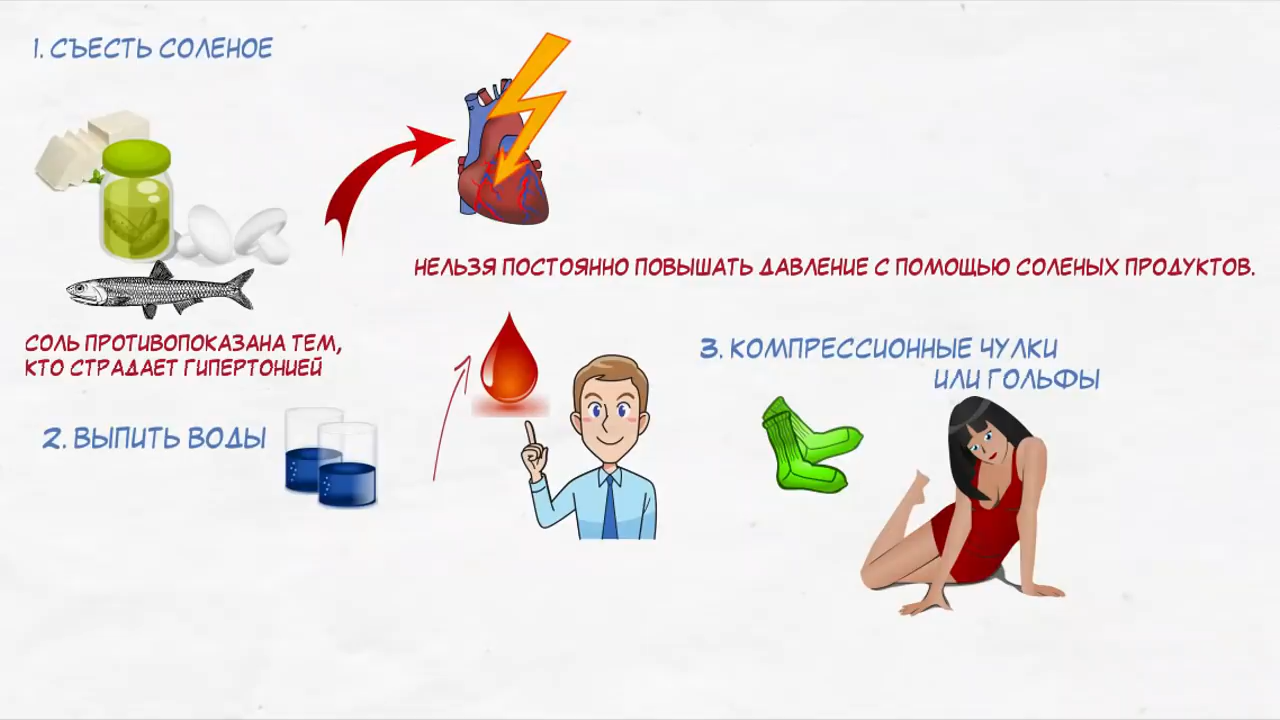 1. СЪЕСТЬ СОЛЕНОЕ
НЕЛЬЗЯ ПОСТОЯННО ПОВЫШАТЬ ДАВЛЕНИЕ С ПОМОЩЬЮ СОЛЕНЫХ ПРОДУКТОВ.
СОЛЬ ПРОТИВОПОКАЗАНА ТЕМ,
КТО СТРАДАЕТ ГИПЕРТОНИЕЙ
2. ВЫПИТЬ ВОДЫ
3. КОМПРЕССИОННЫЕ ЧУЛКИ
ИЛИ ГОЛЬФЫ